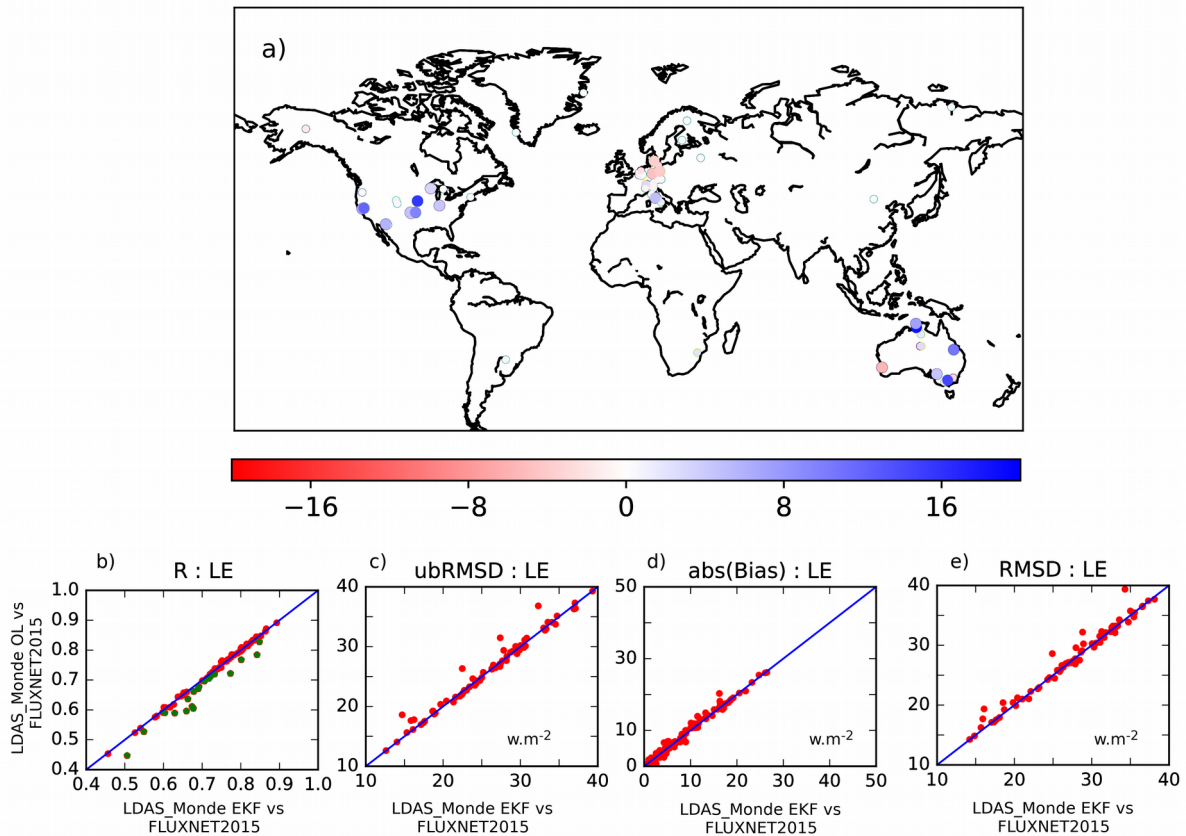 a)
−16 −8 0 8 16
b) c) d) e)
R : LE ubRMSD : LE abs(Bias) : LE RMSD : LE
LDAS_Monde OL vs
FLUXNET2015
1.0
0.9
0.8
0.7
0.6
0.5
0.4
0.4 0.5 0.6 0.7 0.8 0.9 1.0
LDAS_Monde EKF vs
FLUXNET2015
40
30
20
10
w.m-2
10 20 30 40
LDAS_Monde EKF vs
FLUXNET2015
50
30
20
10
0
w.m-2
0 10 20 30 40 50
LDAS_Monde EKF vs
FLUXNET2015
40
30
20
10
w.m-2
10 20 30 40
LDAS_Monde EKF vs
FLUXNET2015